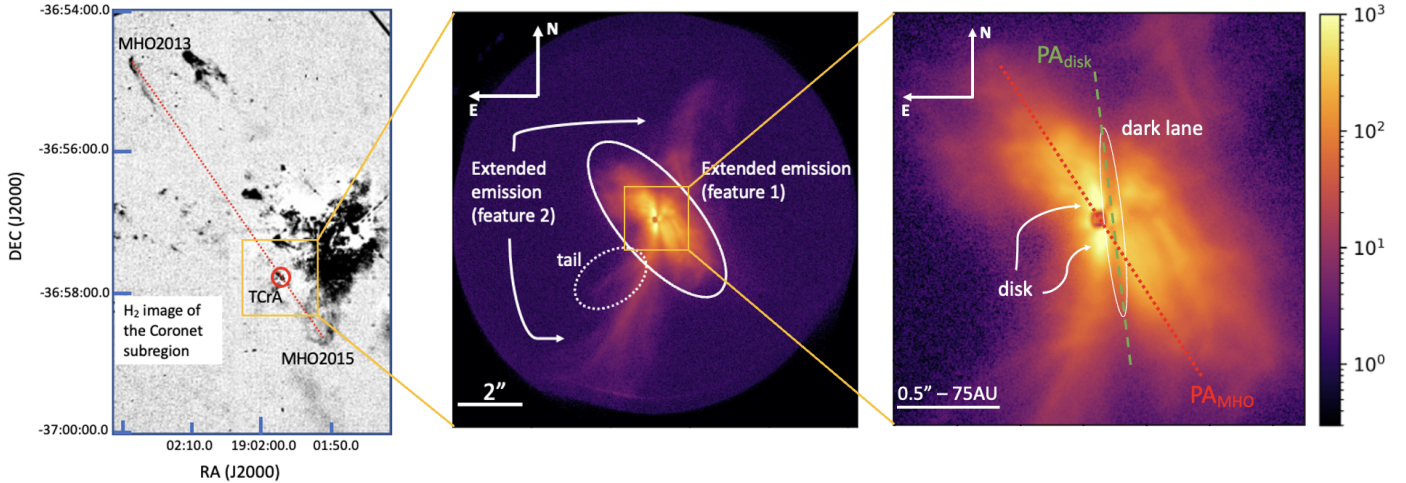 -36:54:00.0
-36:56:00.0
-36:58:00.0
-37:00:00.0
DEC (J2000)
MHO2013
TCrA
MHO2015
H₂ image of
the Coronet
subregion
02:10.0
19:02:00.0
01:50.0
RA (J2000)
N
E
Extended
emission
(feature 2)
Extended emission
(feature 1)
tail
2”
N
E
PAdisk
dark lane
disk
PAMHO
0.5” – 75AU
10³
10²
10¹
10⁰